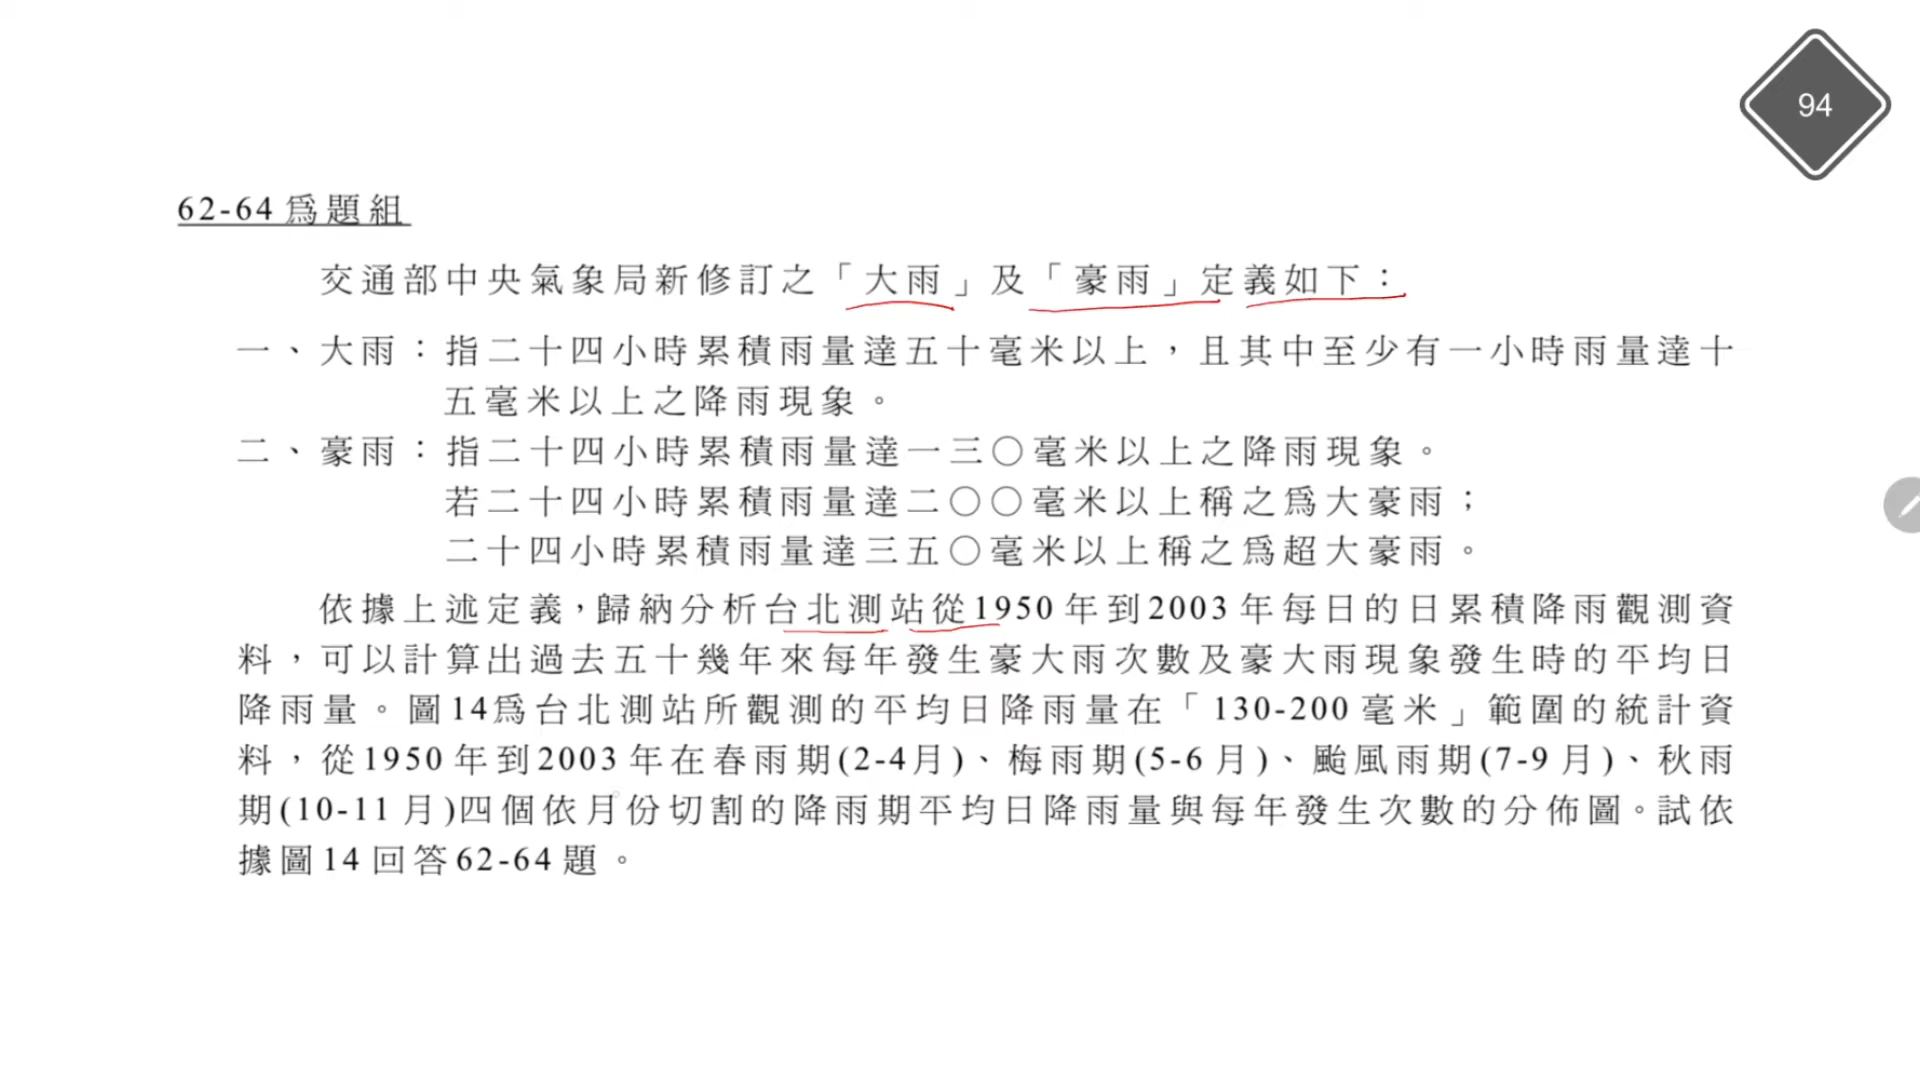 94
62-64為題組
交通部中央氣象局新修訂之「大雨」及「豪雨」定義如下：
一、大雨：指二十四小時累積雨量達五十毫米以上，且其中至少有一小時雨量達十
五毫米以上之降雨現象。
二、豪雨：指二十四小時累積雨量達一三〇毫米以上之降雨現象。
若二十四小時累積雨量達二〇〇毫米以上稱之為大豪雨；
二十四小時累積雨量達三五〇毫米以上稱之為超大豪雨。
依據上述定義，歸納分析台北測站從1950年到2003年每日的日累積降雨觀測資
料，可以計算出過去五十幾年來每年發生豪大雨次數及豪大雨現象發生時的平均日
降雨量。圖14為台北測站所觀測的平均日降雨量在「130-200毫米」範圍的統計資
料，從1950年到2003年在春雨期(2-4月)、梅雨期(5-6月)、颱風雨期(7-9月)、秋雨
期(10-11月)四個依月份切割的降雨期平均日降雨量與每年發生次數的分佈圖。試依
據圖14回答62-64題。